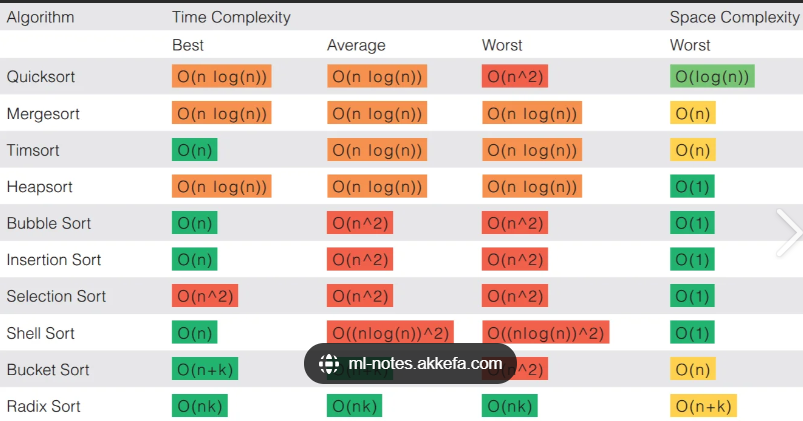 Algorithm Time Complexity Space Complexity
Best Average Worst Worst
Quicksort O(n log(n)) O(n log(n)) O(n^2) O(log(n))
Mergesort O(n log(n)) O(n log(n)) O(n log(n)) O(n)
Timsort O(n) O(n log(n)) O(n log(n)) O(n)
Heapsort O(n log(n)) O(n log(n)) O(n log(n)) O(1)
Bubble Sort O(n) O(n^2) O(n^2) O(1)
Insertion Sort O(n) O(n^2) O(n^2) O(1)
Selection Sort O(n^2) O(n^2) O(n^2) O(1)
Shell Sort O(n) O((nlog(n))^2) O((nlog(n))^2) O(1)
ml-notes.akkefa.com
Bucket Sort O(n+k) O(n^2) O(n)
Radix Sort O(nk) O(nk) O(nk) O(n+k)